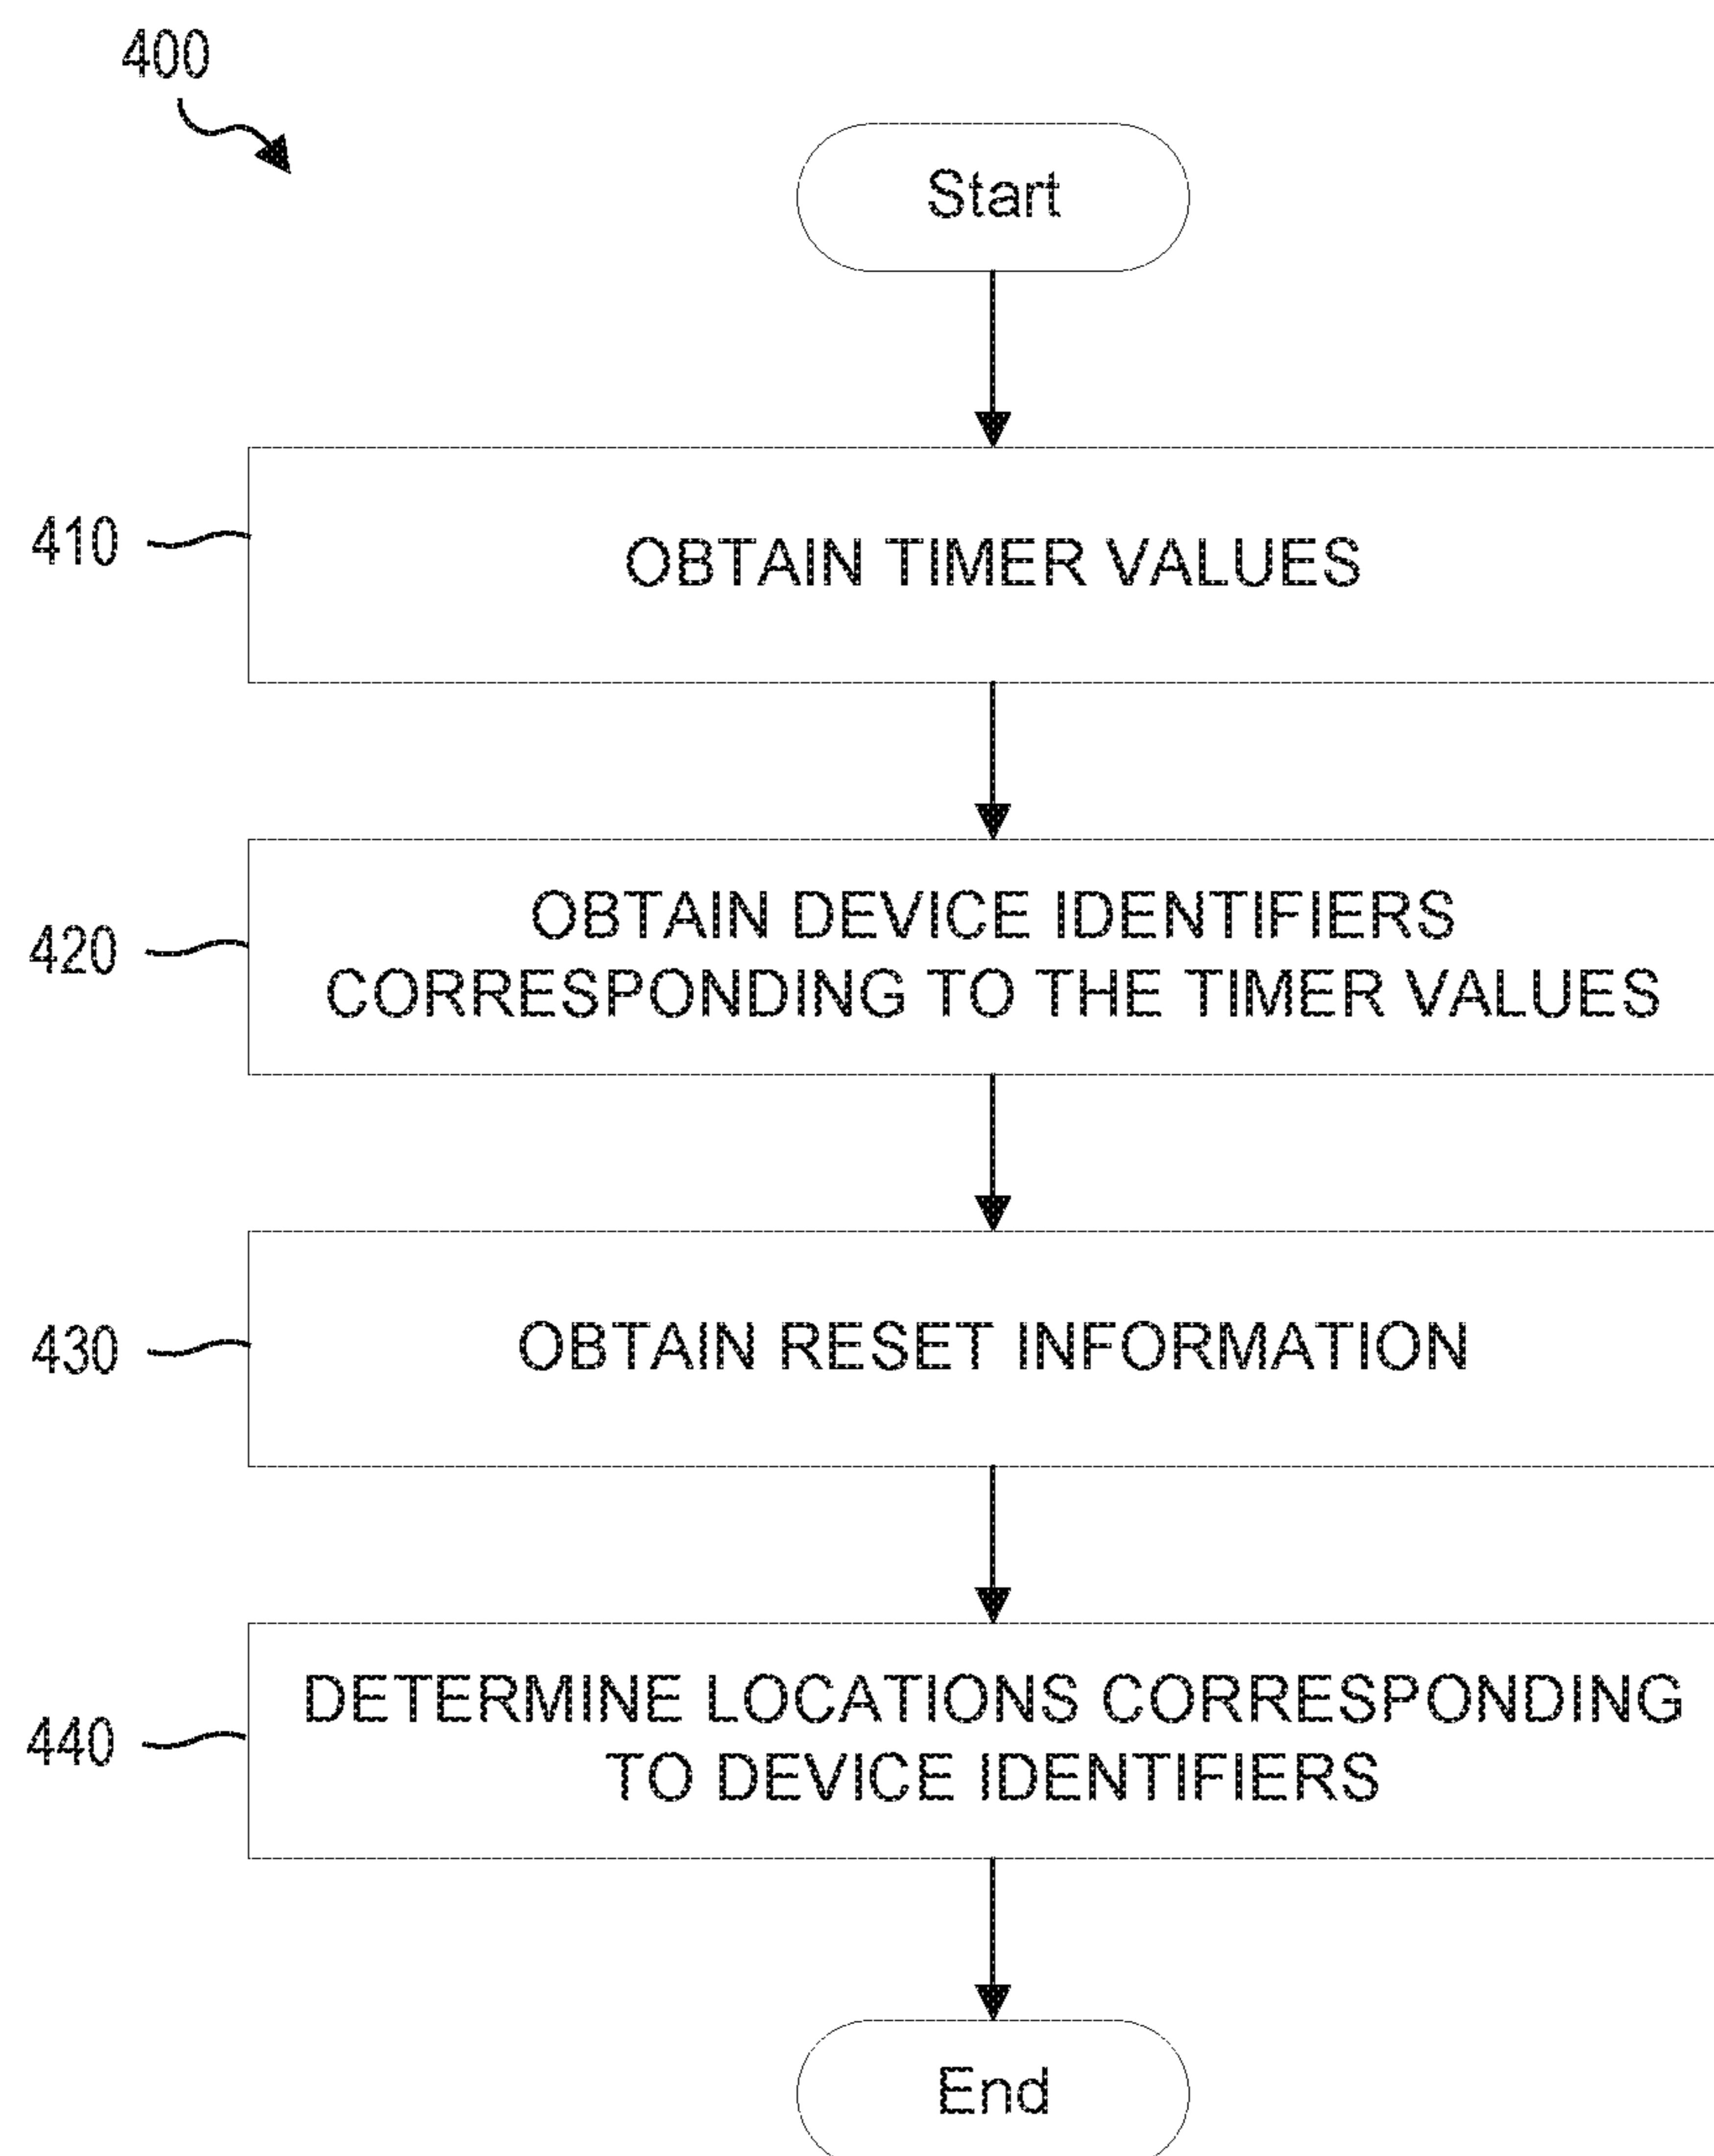 400
Start
410
OBTAIN TIMER VALUES
420
OBTAIN DEVICE IDENTIFIERS
CORRESPONDING TO THE TIMER VALUES
430
OBTAIN RESET INFORMATION
440
DETERMINE LOCATIONS CORRESPONDING
TO DEVICE IDENTIFIERS
End